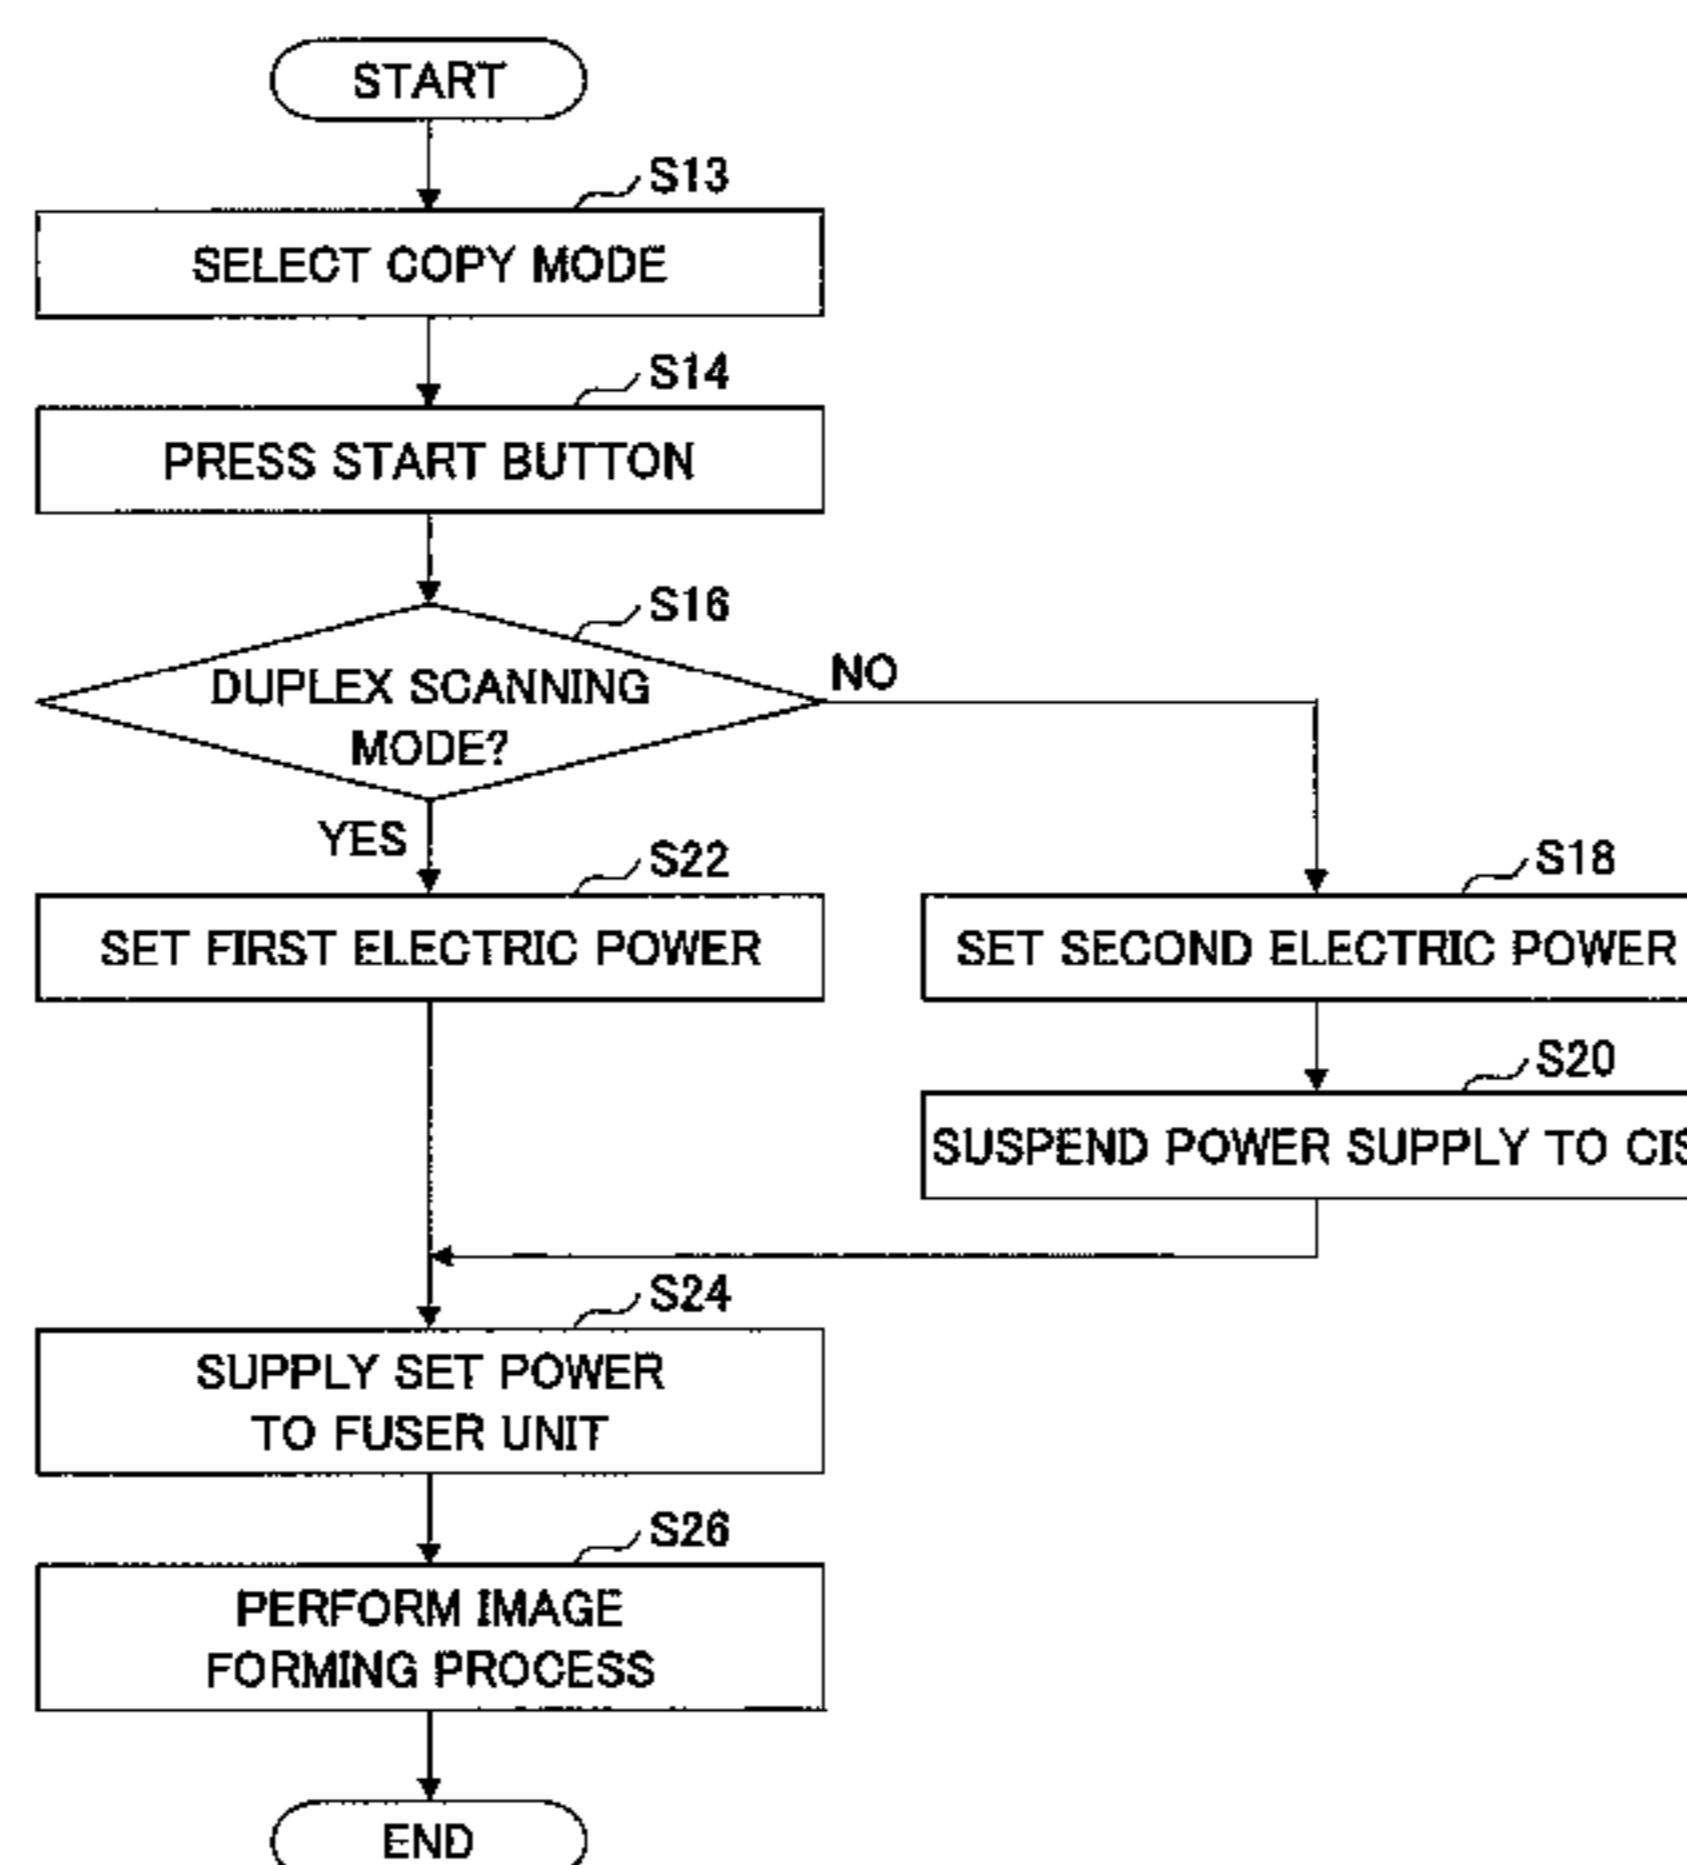 START
S13
SELECT COPY MODE
S14
PRESS START BUTTON
S16
DUPLEX SCANNING
MODE?
NO
YES
S22
SET FIRST ELECTRIC POWER
S18
SET SECOND ELECTRIC POWER
S20
SUSPEND POWER SUPPLY TO
S24
SUPPLY SET POWER
TO FUSER UNIT
S26
PERFORM IMAGE
FORMING PROCESS
END